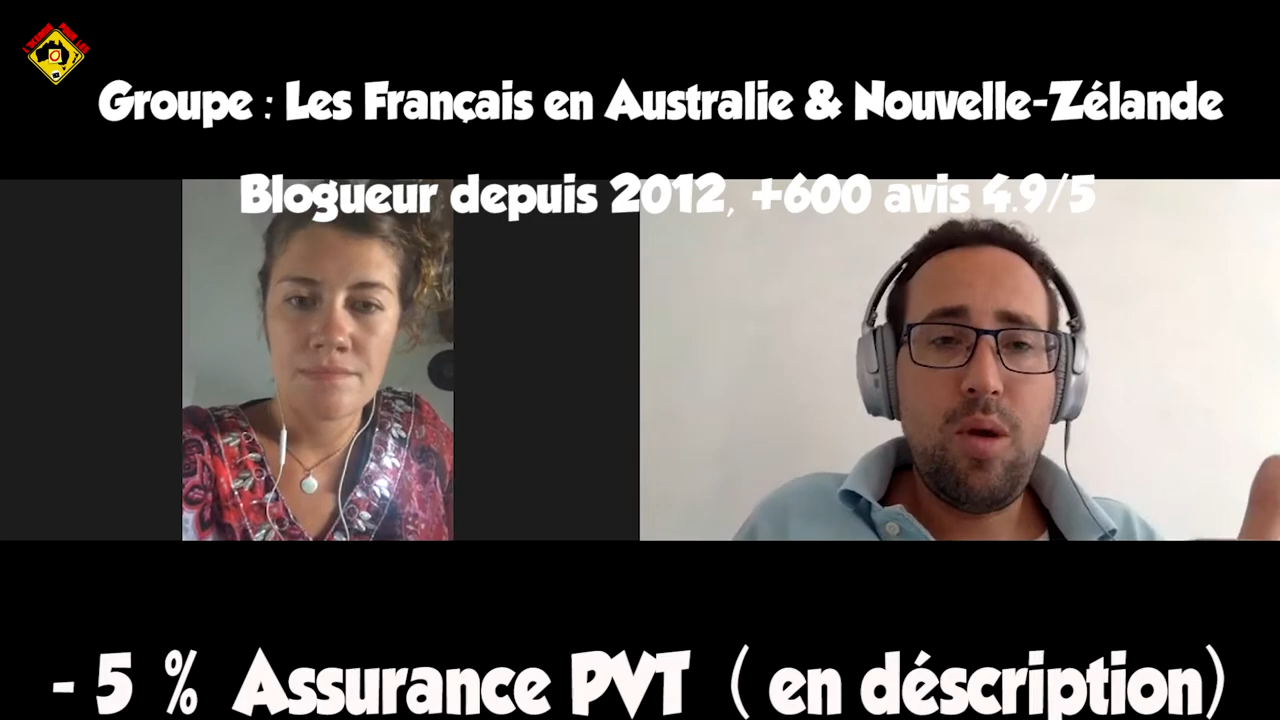 Groupe : Les Français en Australie & Nouvelle-Zélande
Blogueur depuis 2012, +600 avis 4.9/5
- 5 % Assurance PVT ( en déscription)